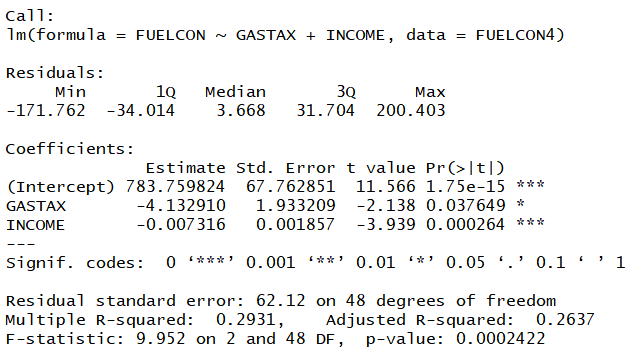 Call:
lm(formula = FUELCON ~ GASTAX + INCOME, data = FUELCON4)

Residuals:
     Min       1Q   Median       3Q      Max
-171.762  -34.014    3.668   31.704  200.403

Coefficients:
              Estimate Std. Error t value Pr(>|t|)
(Intercept) 783.759824  67.762851  11.566 1.75e-15 ***
GASTAX       -4.132910   1.933209  -2.138 0.037649 *
INCOME       -0.007316   0.001857  -3.939 0.000264 ***
---
Signif. codes:  0 ‘***’ 0.001 ‘**’ 0.01 ‘*’ 0.05 ‘.’ 0.1 ‘ ’ 1

Residual standard error: 62.12 on 48 degrees of freedom
Multiple R-squared:  0.2931,    Adjusted R-squared:  0.2637
F-statistic: 9.952 on 2 and 48 DF,  p-value: 0.0002422